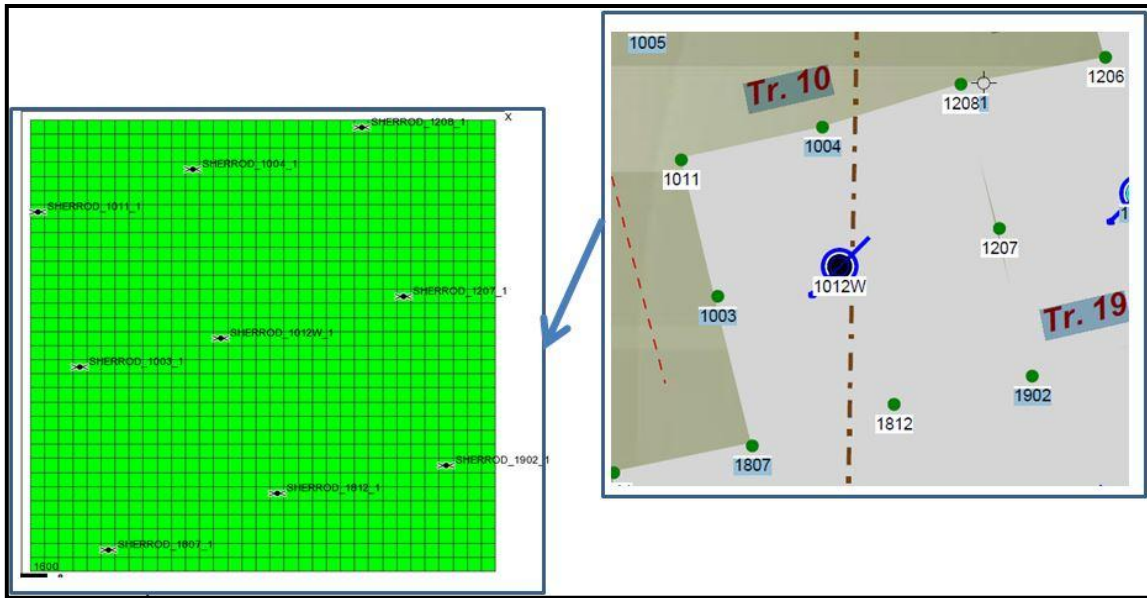 X
SHERROD_1208_1
SHERROD_1004_1
SHERROD_1011_1
SHERROD_1207_1
SHERROD_1012W_1
SHERROD_1003_1
SHERROD_1902_1
SHERROD_1812_1
SHERROD_1807_1
1600
1005
Tr. 10
1206
12081
1004
1011
1207
1012W
1003
Tr. 19
1902
1812
1807